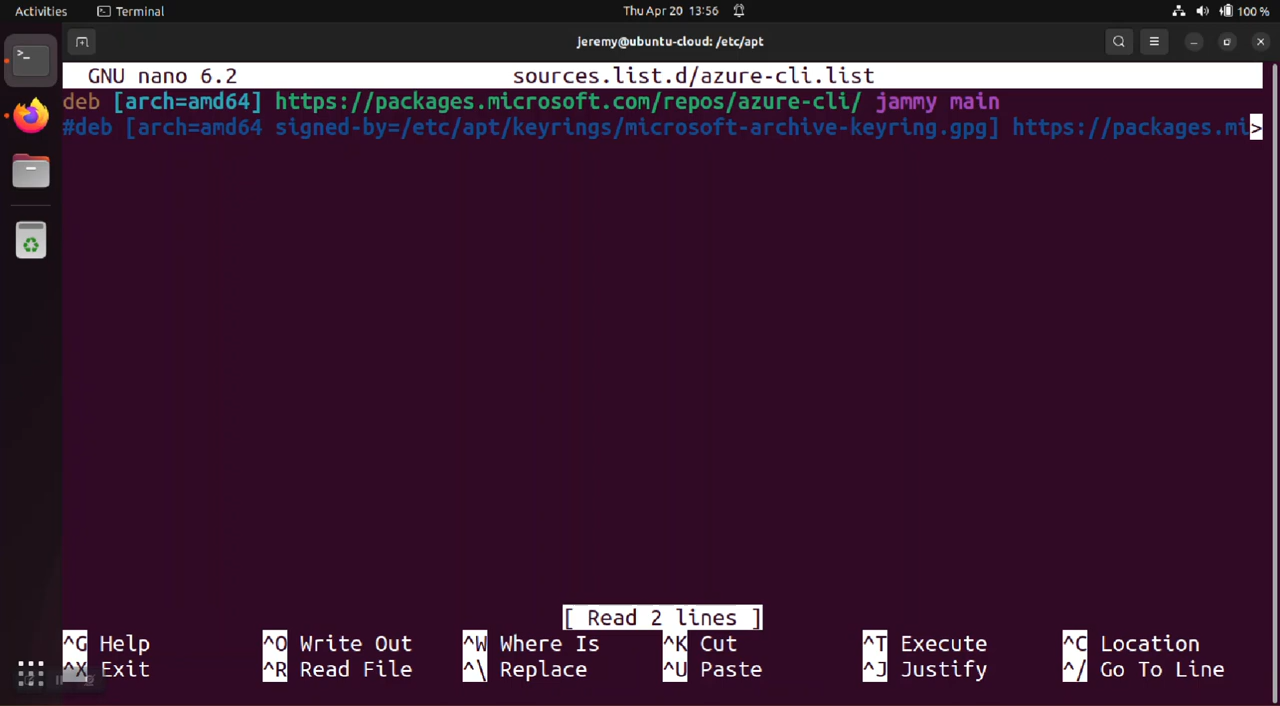 Activities Terminal Thu Apr 20 13:56 100 %
jeremy@ubuntu-cloud: /etc/apt
GNU nano 6.2 sources.list.d/azure-cli.list
deb [arch=amd64] https://packages.microsoft.com/repos/azure-cli/ jammy main
#deb [arch=amd64 signed-by=/etc/apt/keyrings/microsoft-archive-keyring.gpg] https://packages.mi>
[ Read 2 lines ]
^G Help ^O Write Out ^W Where Is ^K Cut ^T Execute ^C Location
^X Exit ^R Read File ^\ Replace ^U Paste ^J Justify ^/ Go To Line